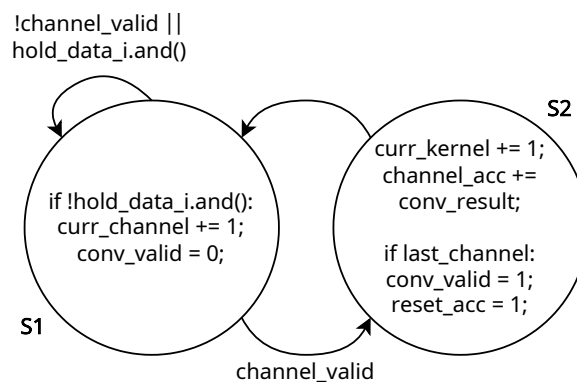 !channel_valid ||
hold_data_i.and()
S2
if !hold_data_i.and():
curr_channel += 1;
conv_valid = 0;
curr_kernel += 1;
channel_acc +=
conv_result;
if last_channel:
conv_valid = 1;
reset_acc = 1;
S1
channel_valid